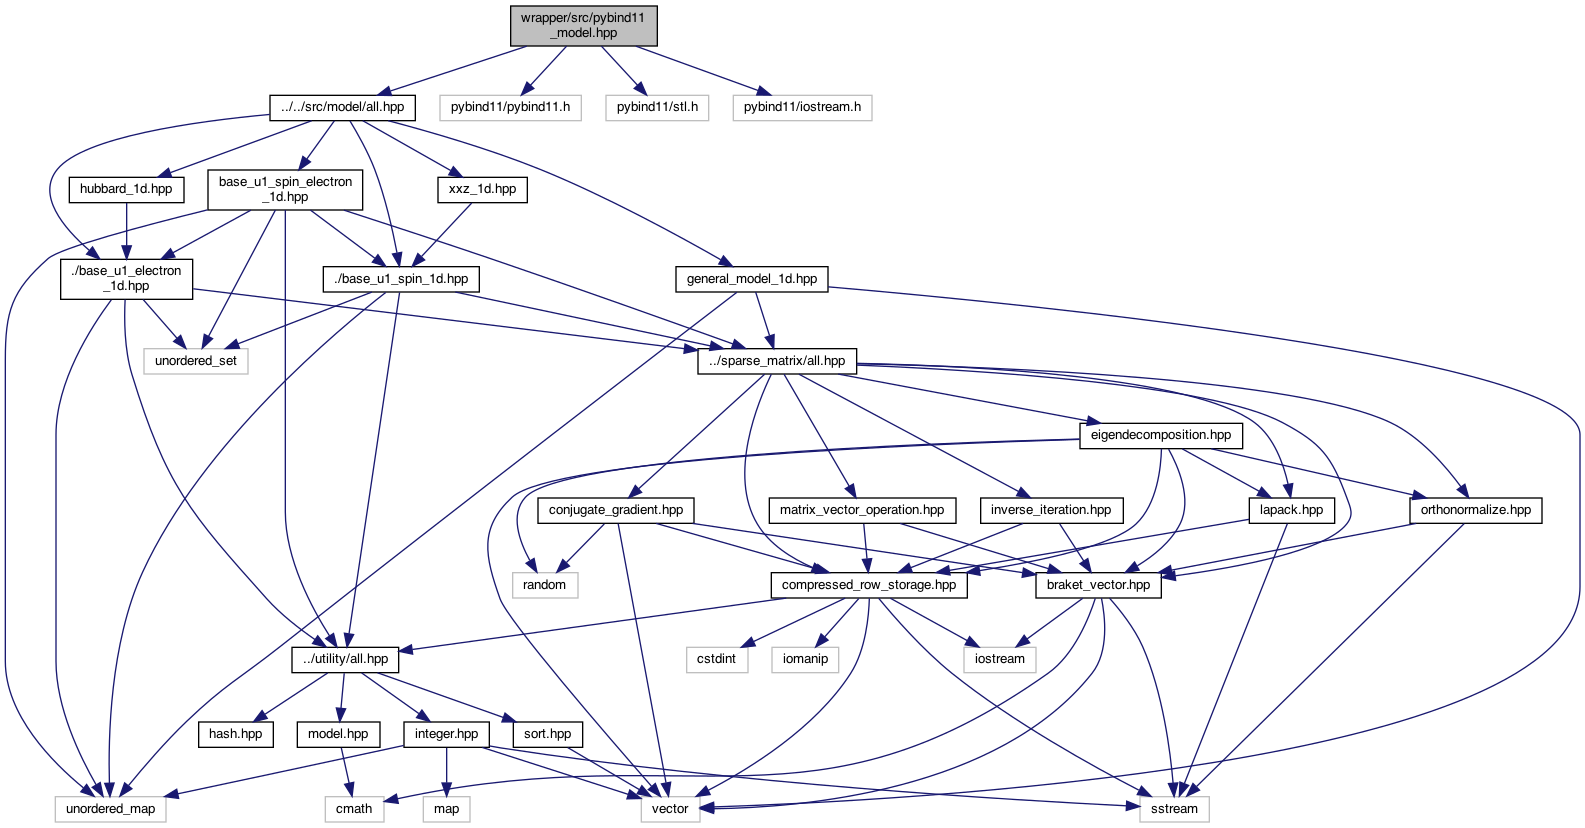 wrapper/src/pybind11
_model.hpp
../../src/model/all.hpp
pybind11/pybind11.h
pybind11/stl.h
pybind11/iostream.h
hubbard_1d.hpp
base_u1_spin_electron
_1d.hpp
xxz_1d.hpp
./base_u1_electron
_1d.hpp
./base_u1_spin_1d.hpp
general_model_1d.hpp
unordered_set
../sparse_matrix/all.hpp
eigendecomposition.hpp
conjugate_gradient.hpp
matrix_vector_operation.hpp
inverse_iteration.hpp
lapack.hpp
orthonormalize.hpp
random
compressed_row_storage.hpp
braket_vector.hpp
../utility/all.hpp
cstdint
iomanip
iostream
hash.hpp
model.hpp
integer.hpp
sort.hpp
unordered_map
cmath
map
vector
sstream